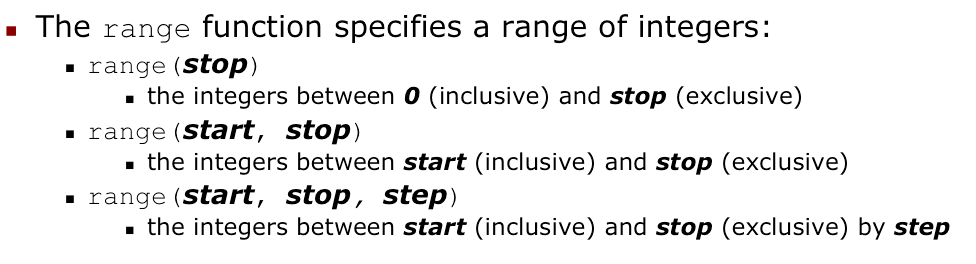 The range function specifies a range of integers:
range(stop)
the integers between 0 (inclusive) and stop (exclusive)
range(start, stop)
the integers between start (inclusive) and stop (exclusive)
range(start, stop, step)
the integers between start (inclusive) and stop (exclusive) by step